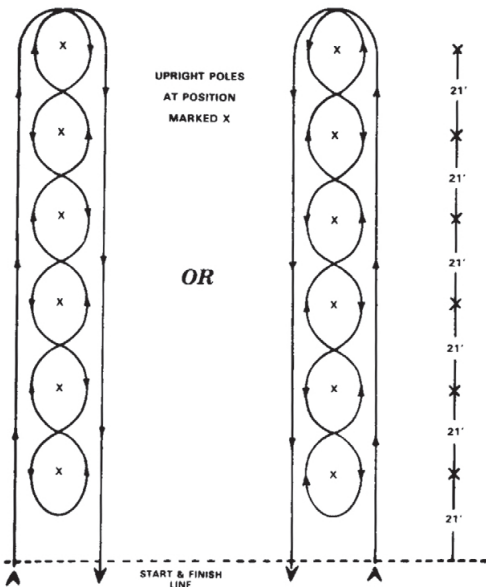 UPRIGHT POLES
AT POSITION
MARKED X
OR
X
X
X
X
X
X
X
X
X
X
X
X
21'
21'
21'
21'
21'
21'
START & FINISH
LINE